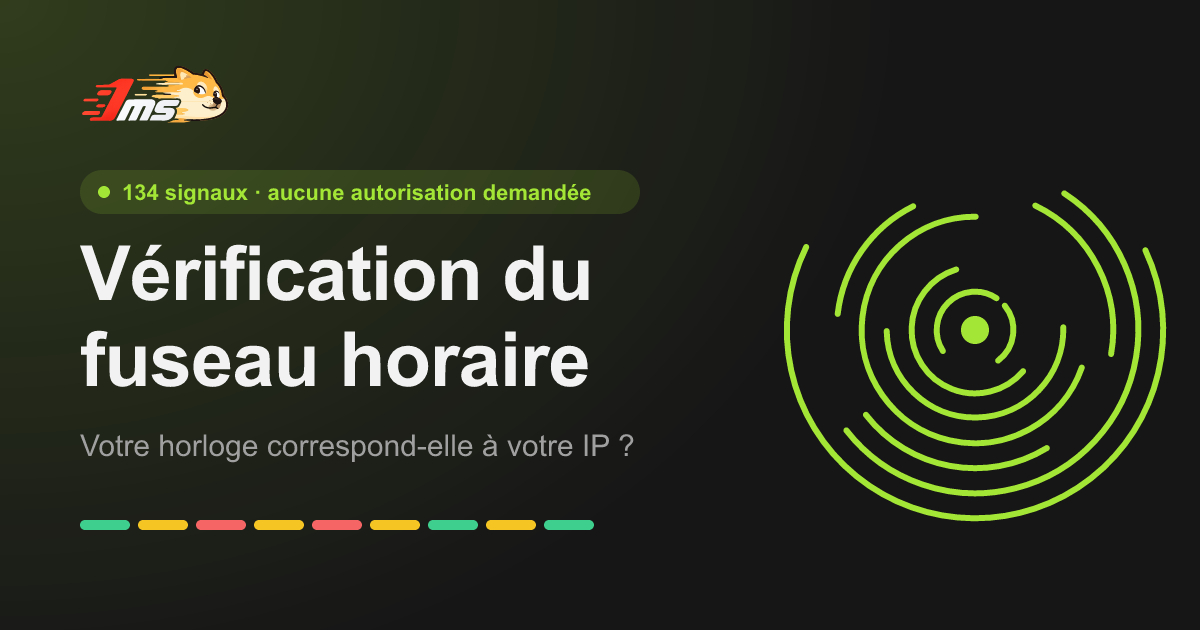 1ms
134 signaux · aucune autorisation demandée
Vérification du
fuseau horaire
Votre horloge correspond-elle à votre IP ?